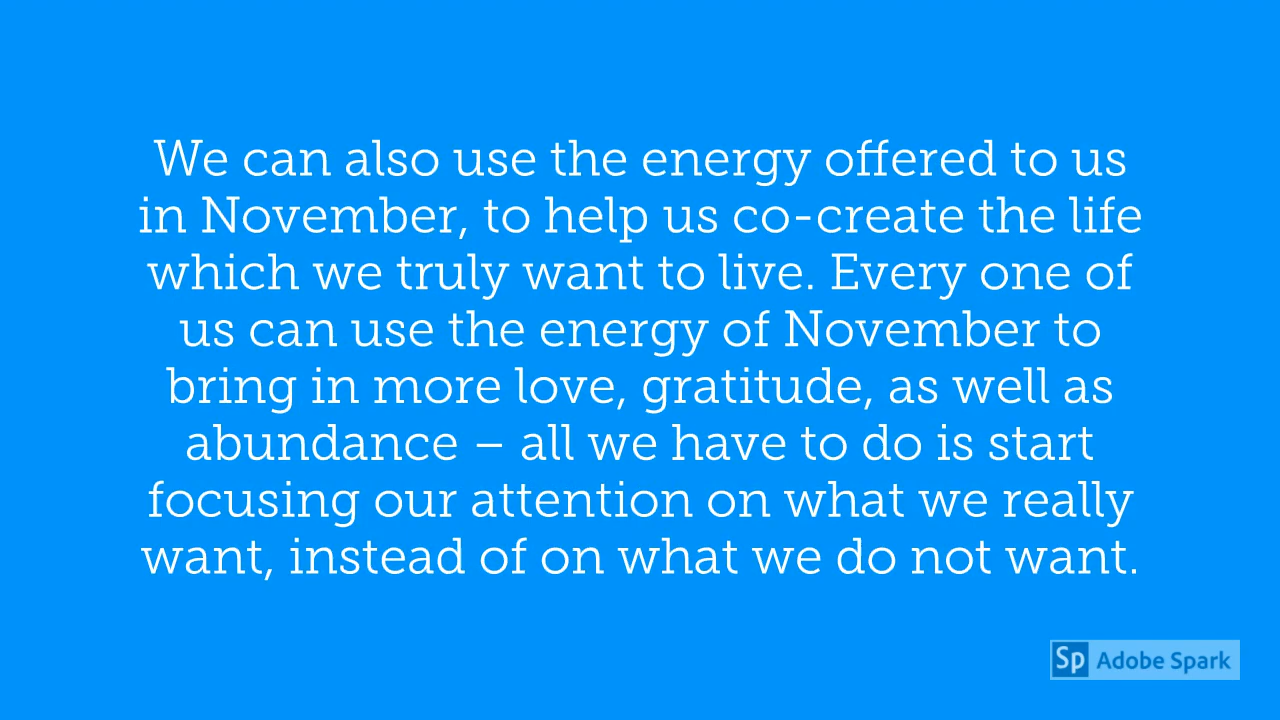 We can also use the energy offered to us
in November, to help us co-create the life
which we truly want to live. Every one of
us can use the energy of November to
bring in more love, gratitude, as well as
abundance – all we have to do is start
focusing our attention on what we really
want, instead of on what we do not want.
Sp Adobe Spark